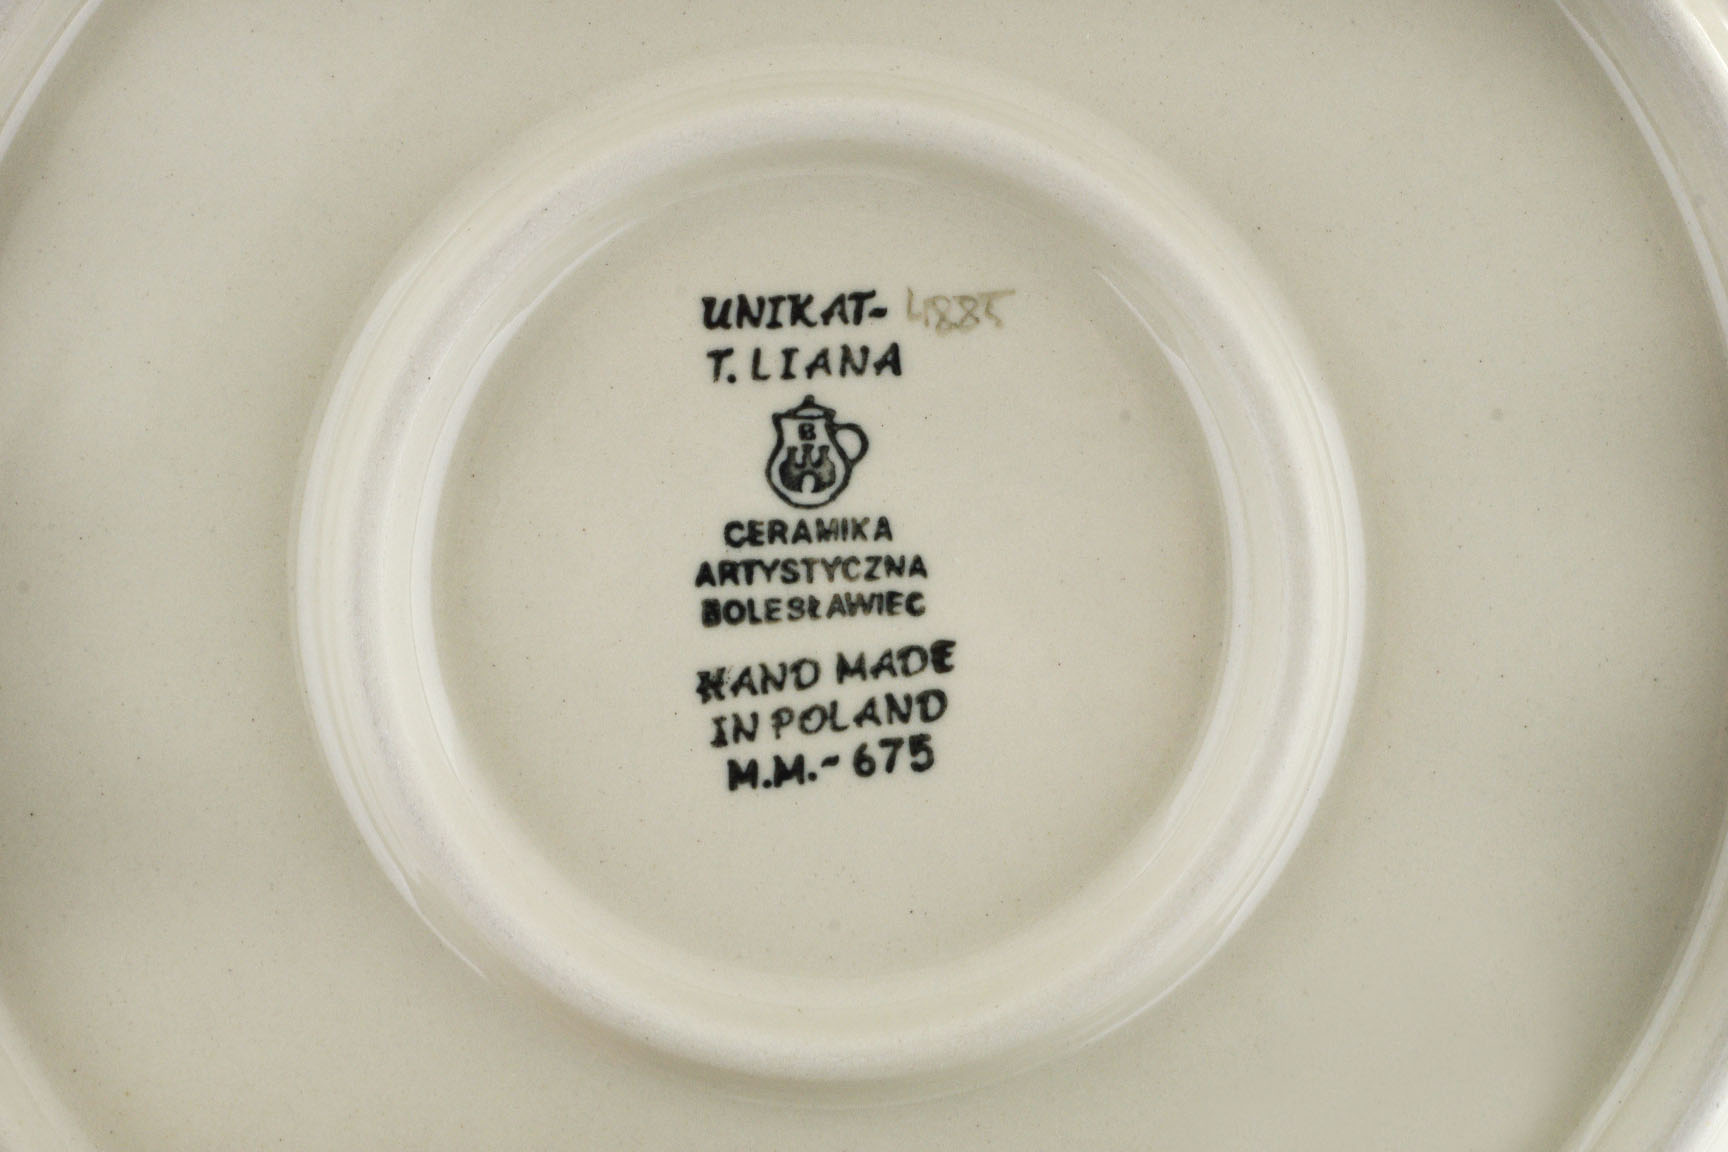 UNIKAT- 4885
T. LIANA
B
CERAMIKA
ARTYSTYCZNA
BOLESŁAWIEC
HAND MADE
IN POLAND
M.M.-675